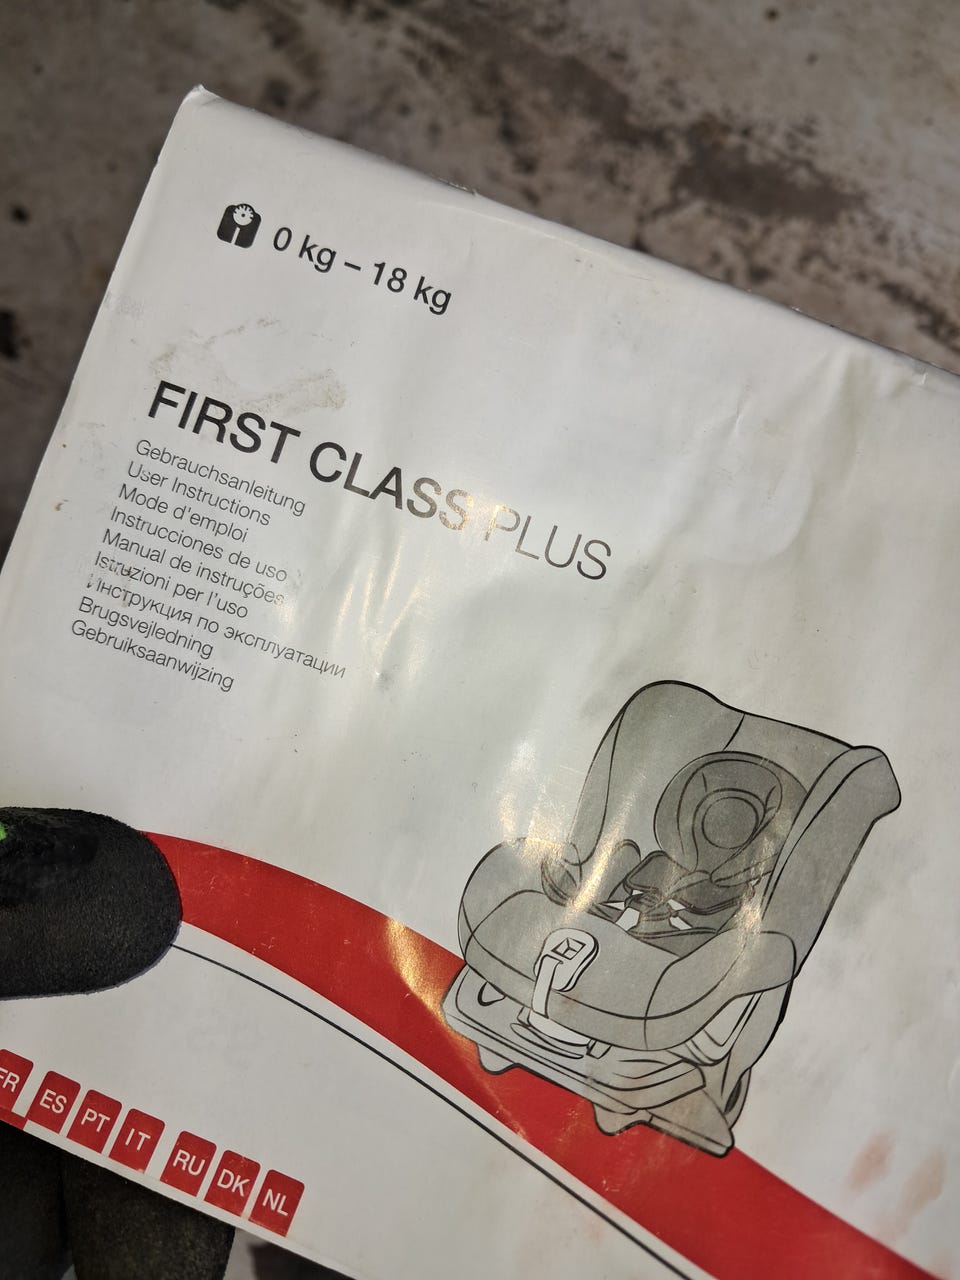 0 kg – 18 kg
FIRST CLASS PLUS
Gebrauchsanleitung
User Instructions
Mode d'emploi
Instrucciones de uso
Manual de instruções
Istruzioni per l'uso
Инструкция по эксплуатации
Brugsvejledning
Gebruiksaanwijzing
FR ES PT IT RU DK NL